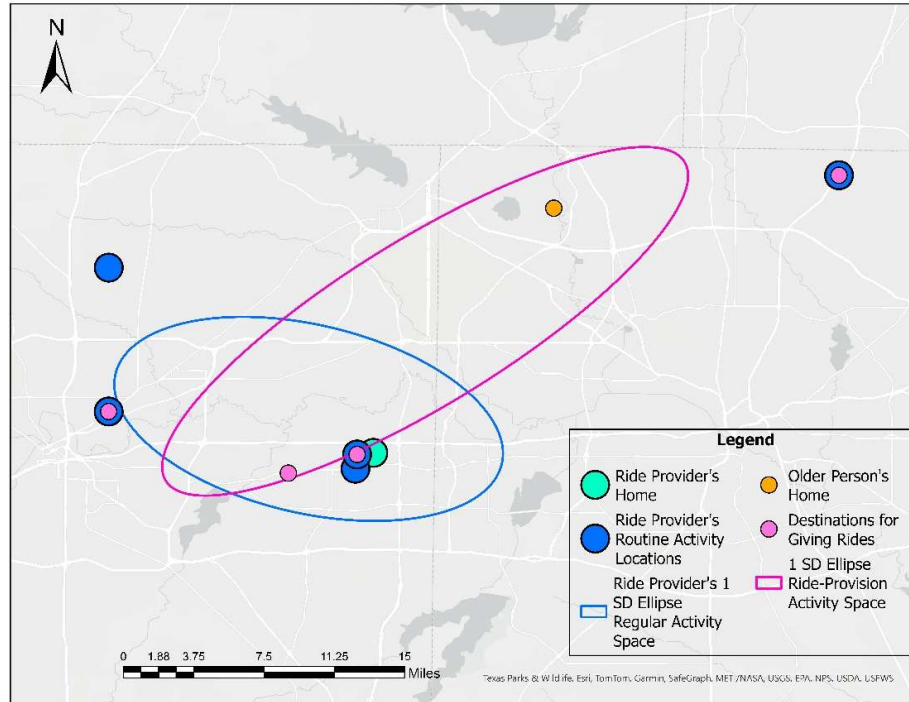 N
Legend
Ride Provider's
Home
Older Person's
Home
Ride Provider's
Routine Activity
Locations
Destinations for
Giving Rides
Ride Provider's 1
SD Ellipse
Regular Activity
Space
1 SD Ellipse
Ride-Provision
Activity Space
0 1.88 3.75 7.5 11.25 15
Miles
Texas Parks & Wildlife, Esri, TomTom, Garmin, SafeGraph, MET/NASA, USGS, EPA, NPS, USDA, USFWS